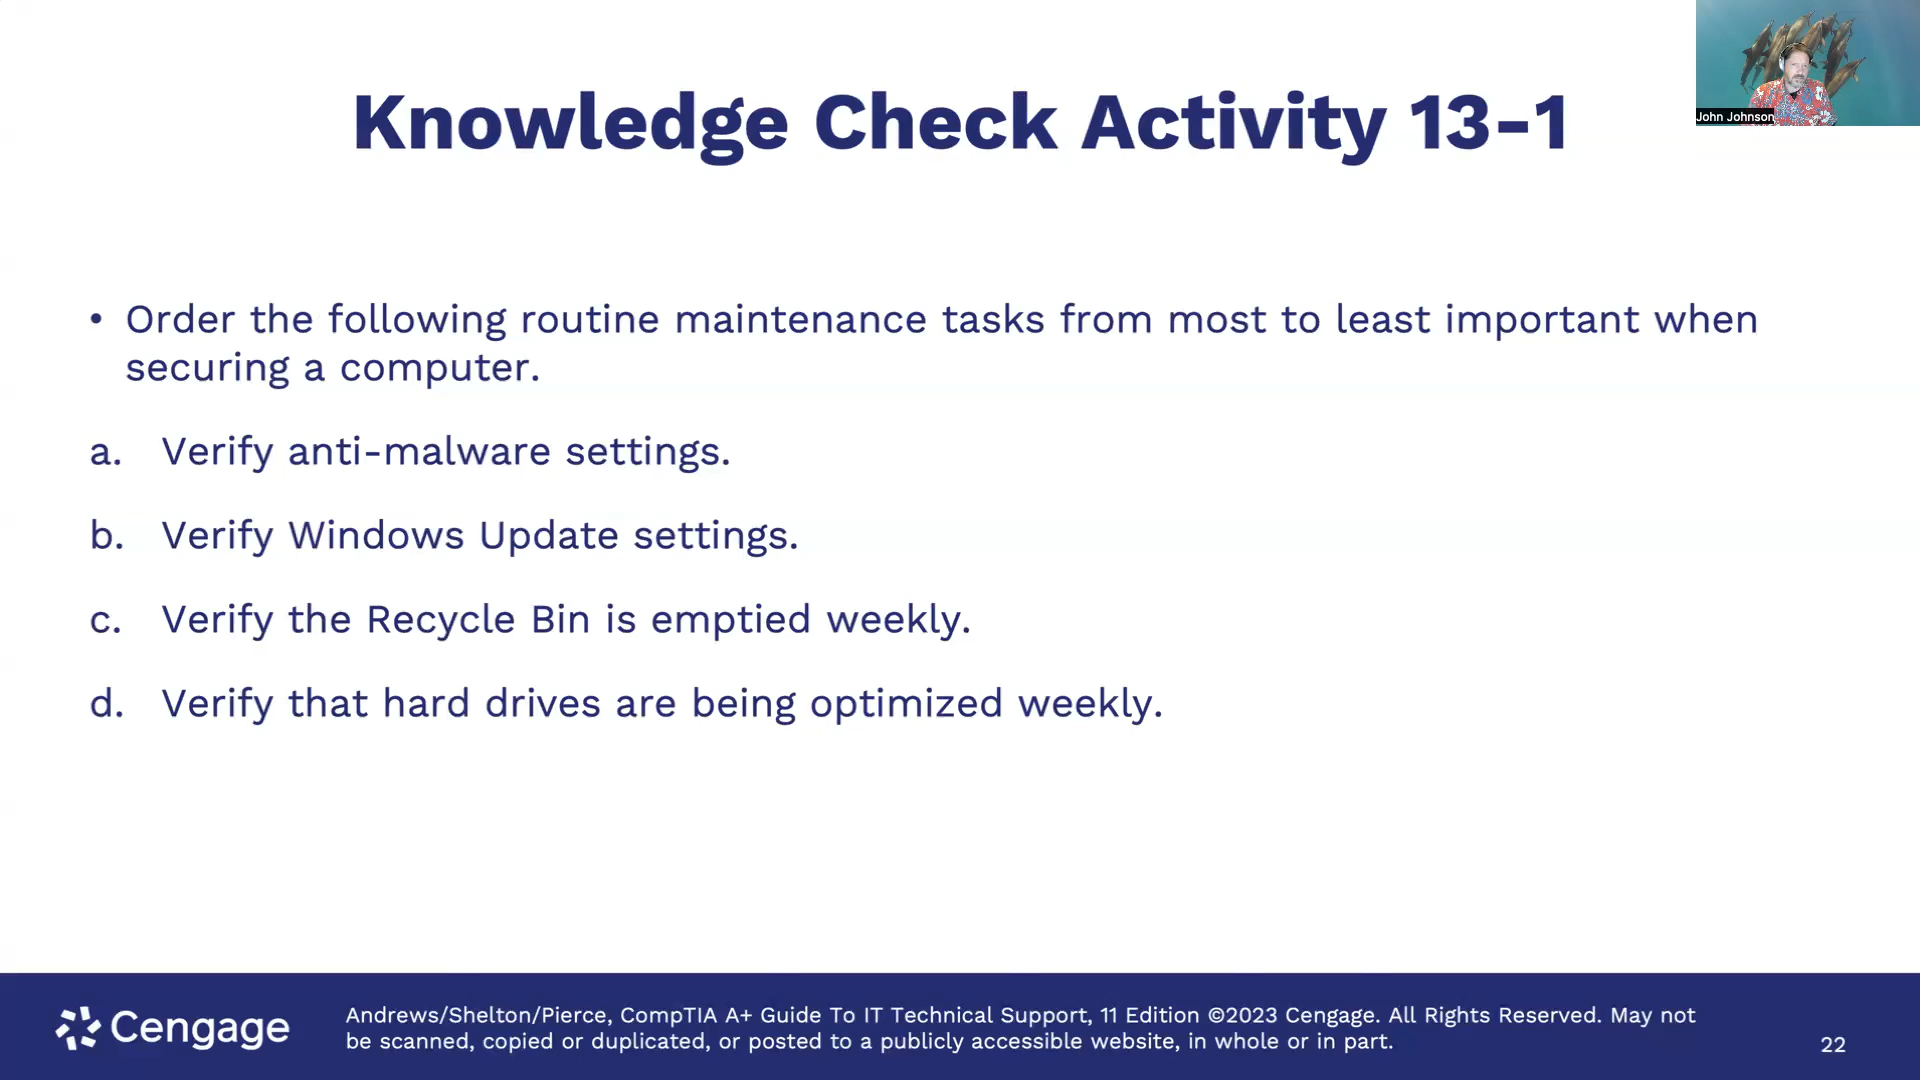 Knowledge Check Activity 13-1
John Johnson
• Order the following routine maintenance tasks from most to least important when
securing a computer.
a. Verify anti-malware settings.
b. Verify Windows Update settings.
c. Verify the Recycle Bin is emptied weekly.
d. Verify that hard drives are being optimized weekly.
Cengage
Andrews/Shelton/Pierce, CompTIA A+ Guide To IT Technical Support, 11 Edition ©2023 Cengage. All Rights Reserved. May not
be scanned, copied or duplicated, or posted to a publicly accessible website, in whole or in part.
22